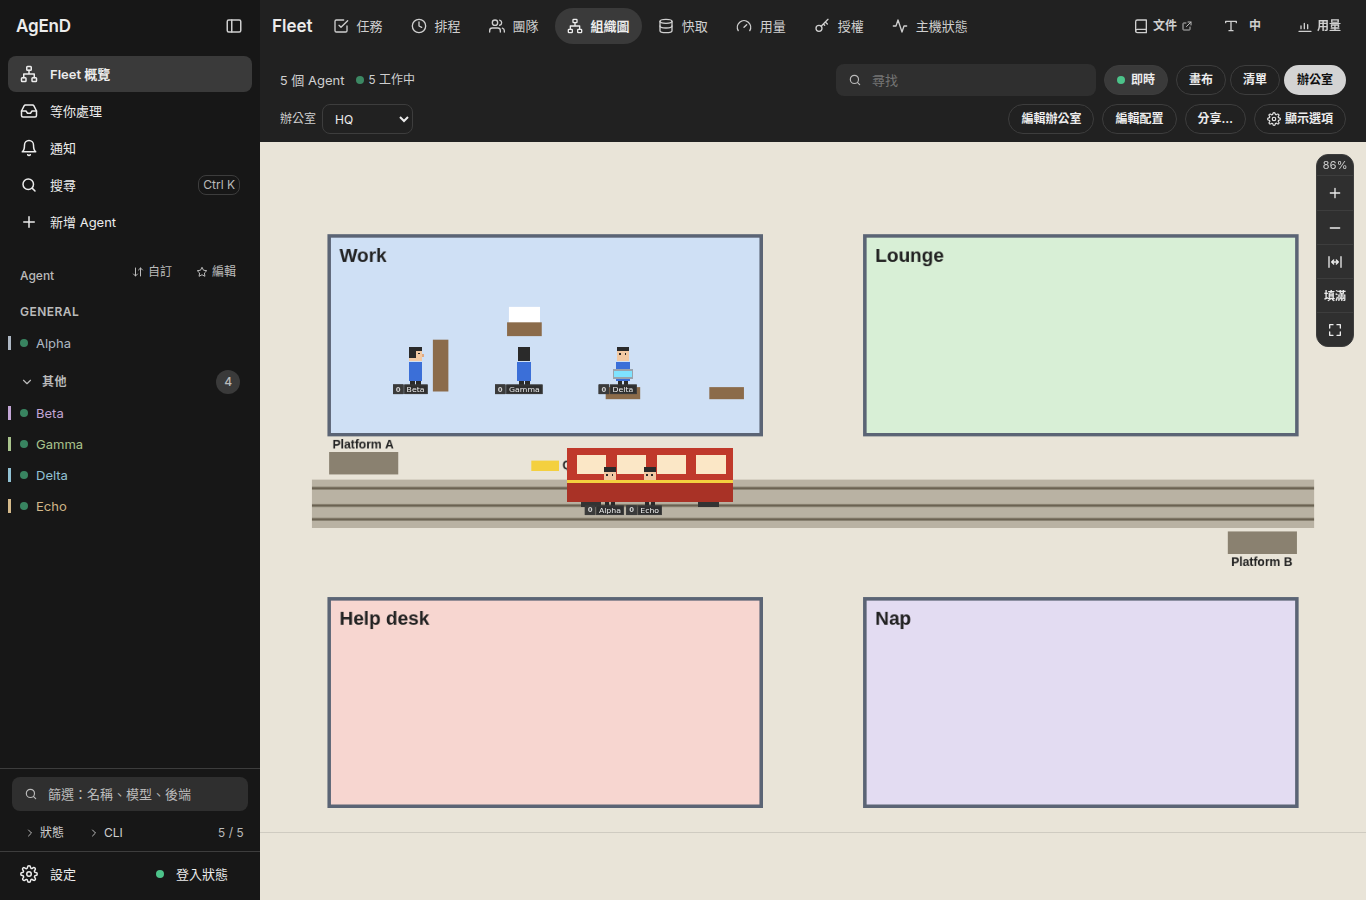 AgEnD
Fleet 概覽
等你處理
通知
搜尋 Ctrl K
新增 Agent
Agent 自訂 編輯
GENERAL
Alpha
其他 4
Beta
Gamma
Delta
Echo
篩選：名稱、模型、後端
狀態 CLI 5 / 5
設定 登入狀態
Fleet 任務 排程 團隊 組織圖 快取 用量 授權 主機狀態 文件 中 用量
5 個 Agent 5 工作中 尋找 即時 畫布 清單 辦公室
辦公室 HQ 編輯辦公室 編輯配置 分享... 顯示選項
86%
填滿
Work
Lounge
0 Beta
0 Gamma
0 Delta
Platform A
0 Alpha 0 Echo
Platform B
Help desk
Nap